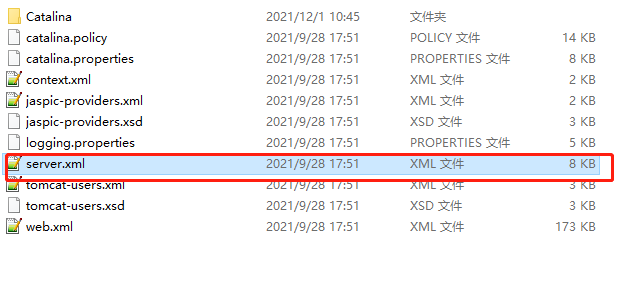 Catalina 2021/12/1 10:45 文件夹
catalina.policy 2021/9/28 17:51 POLICY 文件 14 KB
catalina.properties 2021/9/28 17:51 PROPERTIES 文件 8 KB
context.xml 2021/9/28 17:51 XML 文件 2 KB
jaspic-providers.xml 2021/9/28 17:51 XML 文件 2 KB
jaspic-providers.xsd 2021/9/28 17:51 XSD 文件 3 KB
logging.properties 2021/9/28 17:51 PROPERTIES 文件 5 KB
server.xml 2021/9/28 17:51 XML 文件 8 KB
tomcat-users.xml 2021/9/28 17:51 XML 文件 3 KB
tomcat-users.xsd 2021/9/28 17:51 XSD 文件 3 KB
web.xml 2021/9/28 17:51 XML 文件 173 KB